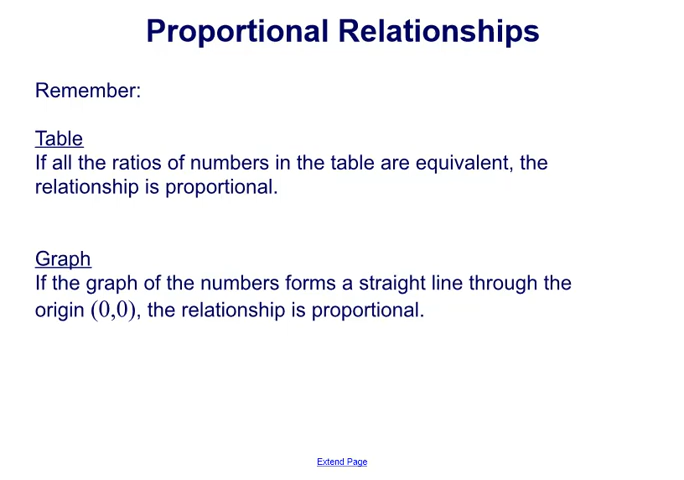 Proportional Relationships
Remember:
Table
If all the ratios of numbers in the table are equivalent, the
relationship is proportional.
Graph
If the graph of the numbers forms a straight line through the
origin (0,0), the relationship is proportional.
Extend Page